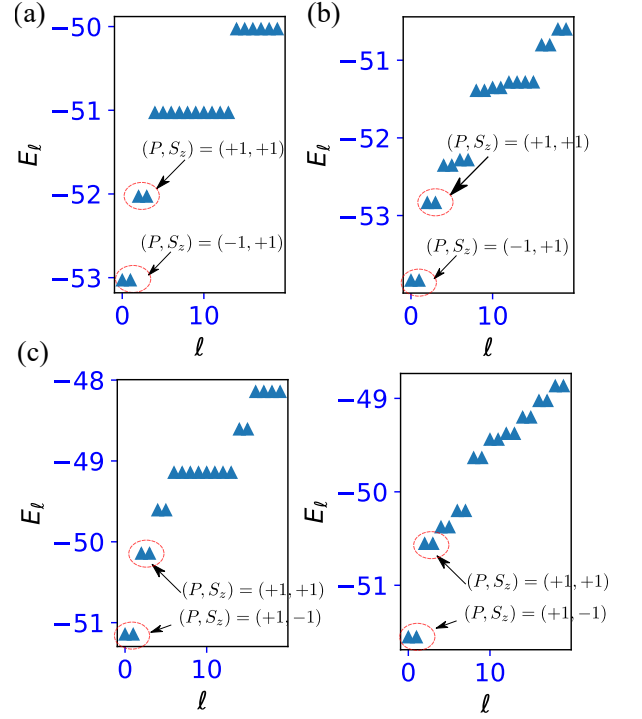 (a)
−50
−51
−52
−53
E_ℓ
(P, S_z) = (+1, +1)
(P, S_z) = (−1, +1)
0
10
ℓ
(b)
−51
−52
−53
E_ℓ
(P, S_z) = (+1, +1)
(P, S_z) = (−1, +1)
0
10
ℓ
(c)
−48
−49
−50
−51
E_ℓ
(P, S_z) = (+1, +1)
(P, S_z) = (+1, −1)
0
10
ℓ
−49
−50
−51
E_ℓ
(P, S_z) = (+1, +1)
(P, S_z) = (+1, −1)
0
10
ℓ